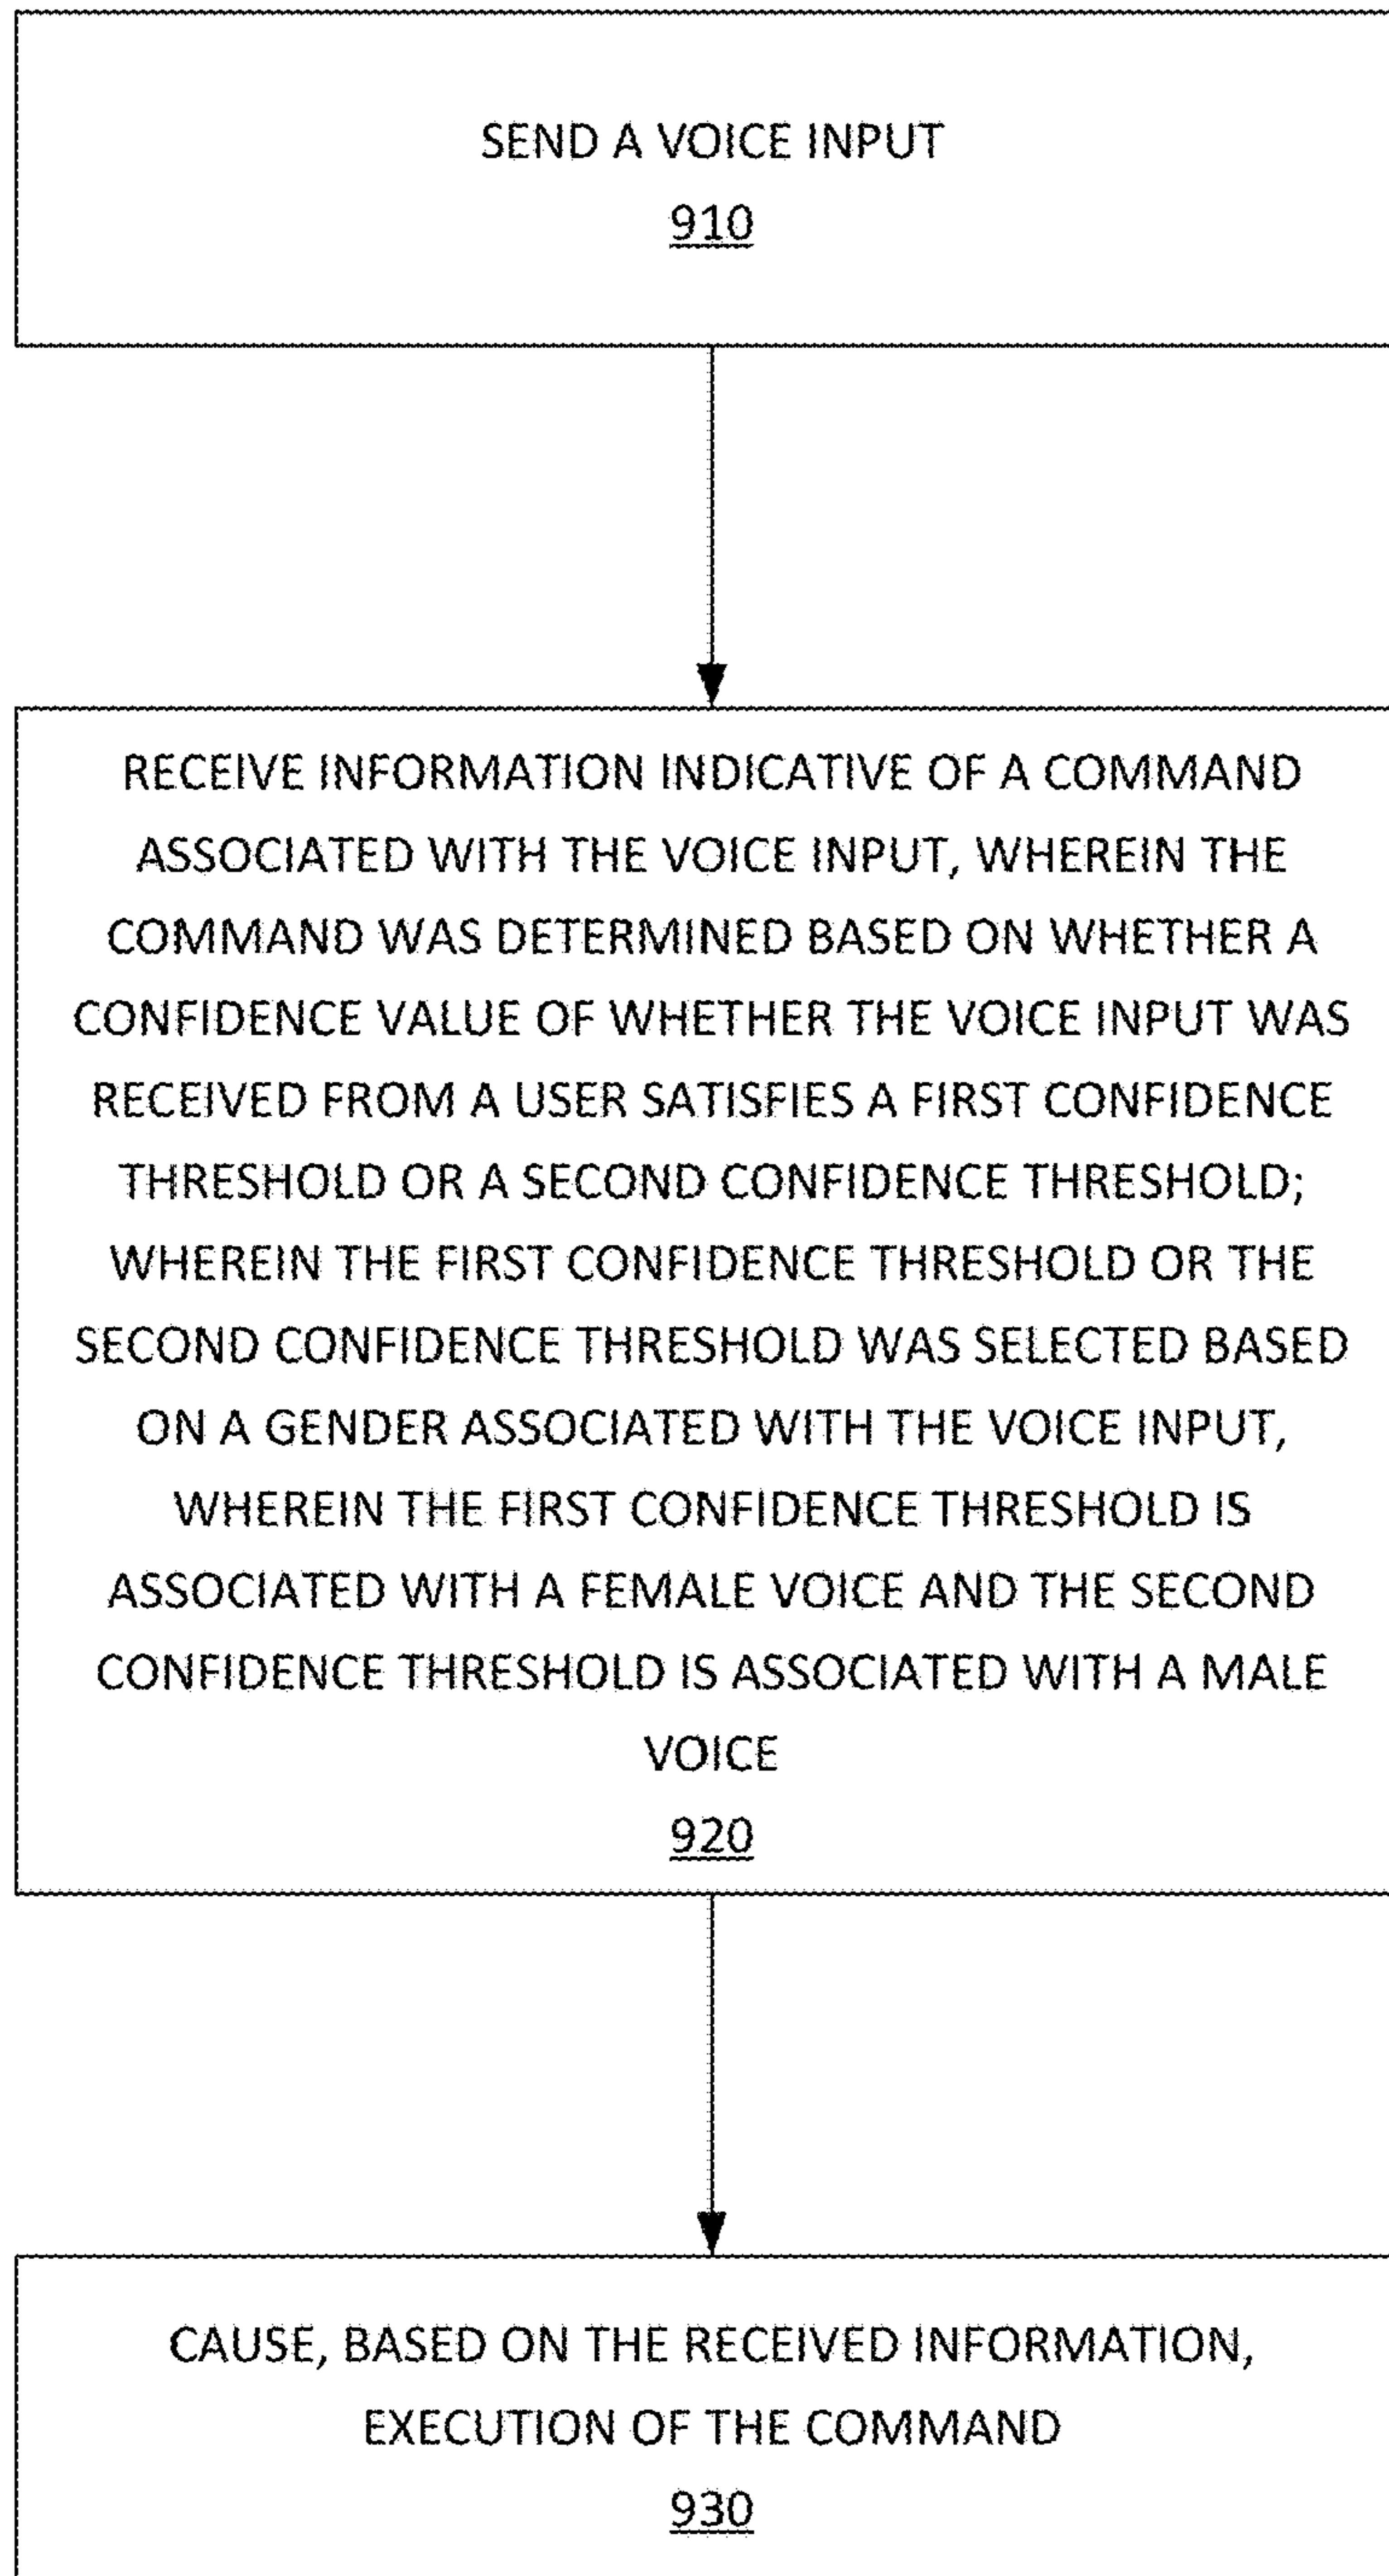 SEND A VOICE INPUT
910
RECEIVE INFORMATION INDICATIVE OF A COMMAND
ASSOCIATED WITH THE VOICE INPUT, WHEREIN THE
COMMAND WAS DETERMINED BASED ON WHETHER A
CONFIDENCE VALUE OF WHETHER THE VOICE INPUT WAS
RECEIVED FROM A USER SATISFIES A FIRST CONFIDENCE
THRESHOLD OR A SECOND CONFIDENCE THRESHOLD;
WHEREIN THE FIRST CONFIDENCE THRESHOLD OR THE
SECOND CONFIDENCE THRESHOLD WAS SELECTED BASED
ON A GENDER ASSOCIATED WITH THE VOICE INPUT,
WHEREIN THE FIRST CONFIDENCE THRESHOLD IS
ASSOCIATED WITH A FEMALE VOICE AND THE SECOND
CONFIDENCE THRESHOLD IS ASSOCIATED WITH A MALE
VOICE
920
CAUSE, BASED ON THE RECEIVED INFORMATION,
EXECUTION OF THE COMMAND
930